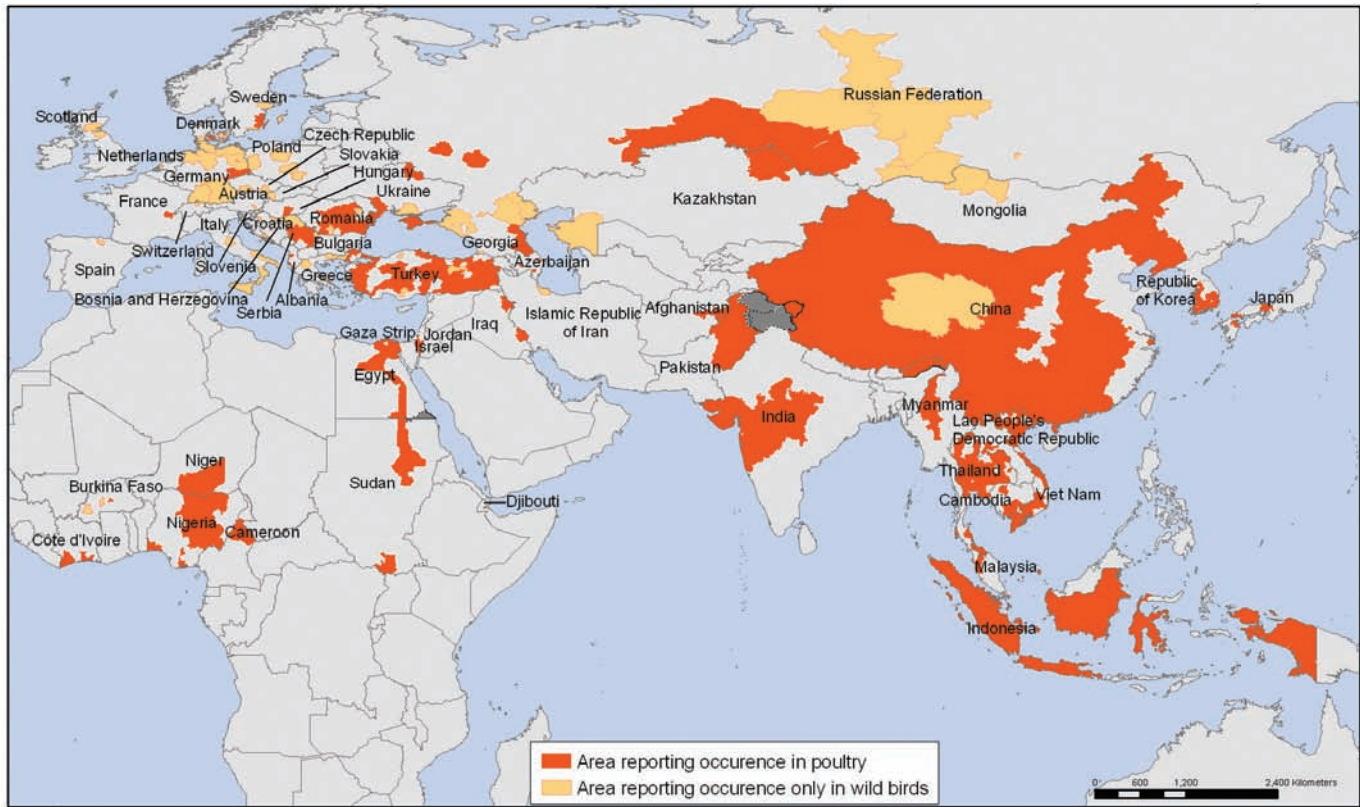 Russian Federation
Sweden
Scotland
Denmark
Czech Republic
Netherlands
Poland
Slovakia
Germany
Hungary
Austria
Ukraine
France
Kazakhstan
Mongolia
Italy
Croatia
Romania
Switzerland
Bulgaria
Georgia
Slovenia
Azerbaijan
Spain
Greece
Turkey
Bosnia and Herzegovina
Albania
Serbia
Republic
of Korea
Japan
China
Afghanistan
Islamic Republic
of Iran
Gaza Strip
Jordan
Iraq
Israel
Egypt
Pakistan
India
Myanmar
Lao People's
Democratic Republic
Niger
Thailand
Burkina Faso
Sudan
Djibouti
Cambodia
Viet Nam
Nigeria
Cameroon
Côte d'Ivoire
Malaysia
Indonesia
Area reporting occurence in poultry
Area reporting occurence only in wild birds
0 600 1,200 2,400 Kilometers